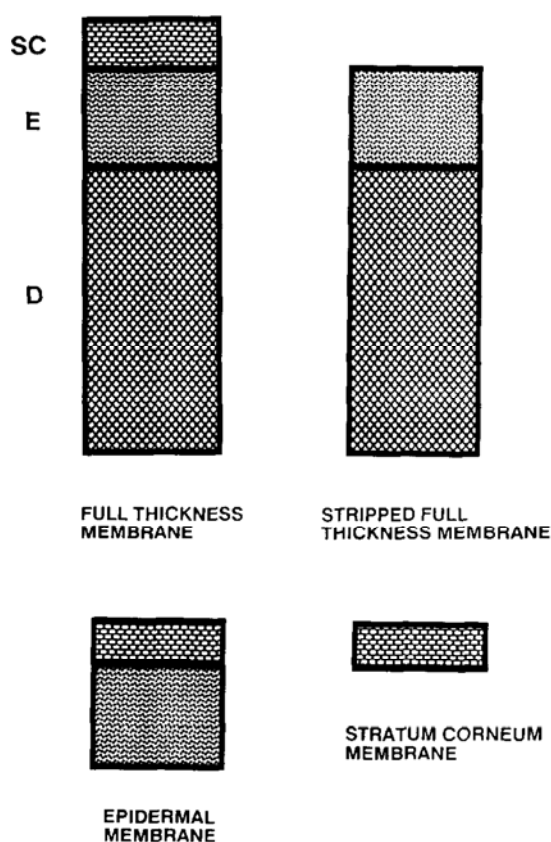 SC
E
D
FULL THICKNESS
MEMBRANE
STRIPPED FULL
THICKNESS MEMBRANE
STRATUM CORNEUM
MEMBRANE
EPIDERMAL
MEMBRANE